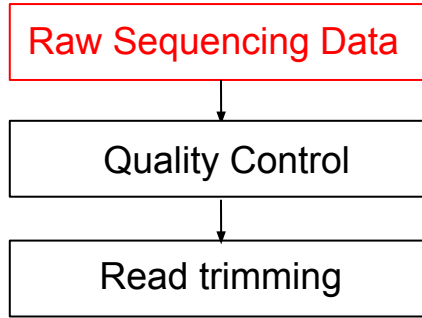 Raw Sequencing Data
Quality Control
Read trimming